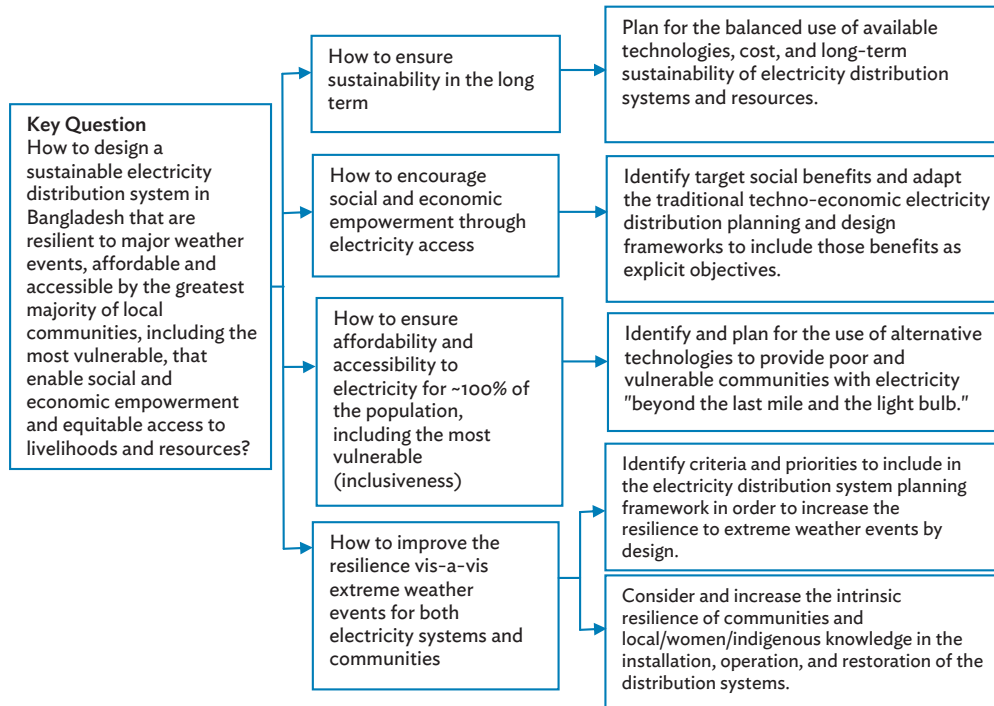 Key Question
How to design a
sustainable electricity
distribution system in
Bangladesh that are
resilient to major weather
events, affordable and
accessible by the greatest
majority of local
communities, including the
most vulnerable, that
enable social and
economic empowerment
and equitable access to
livelihoods and resources?
How to ensure
sustainability in the long
term
Plan for the balanced use of available
technologies, cost, and long-term
sustainability of electricity distribution
systems and resources.
How to encourage
social and economic
empowerment through
electricity access
Identify target social benefits and adapt
the traditional techno-economic electricity
distribution planning and design
frameworks to include those benefits as
explicit objectives.
How to ensure
affordability and
accessibility to
electricity for ~100% of
the population,
including the most
vulnerable
(inclusiveness)
Identify and plan for the use of alternative
technologies to provide poor and
vulnerable communities with electricity
"beyond the last mile and the light bulb."
How to improve the
resilience vis-a-vis
extreme weather
events for both
electricity systems and
communities
Identify criteria and priorities to include in
the electricity distribution system planning
framework in order to increase the
resilience to extreme weather events by
design.
Consider and increase the intrinsic
resilience of communities and
local/women/indigenous knowledge in the
installation, operation, and restoration of the
distribution systems.